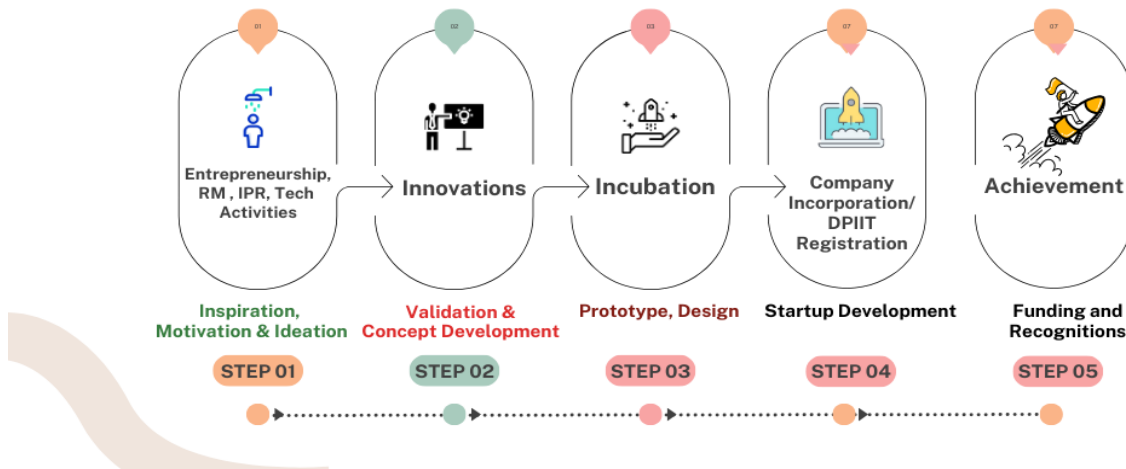 01
02
03
07
07
Entrepreneurship,
RM , IPR, Tech
Activities
Innovations
Incubation
Company
Incorporation/
DPIIT
Registration
Achievement
Inspiration,
Motivation & Ideation
Validation &
Concept Development
Prototype, Design
Startup Development
Funding and
Recognitions
STEP 01
STEP 02
STEP 03
STEP 04
STEP 05